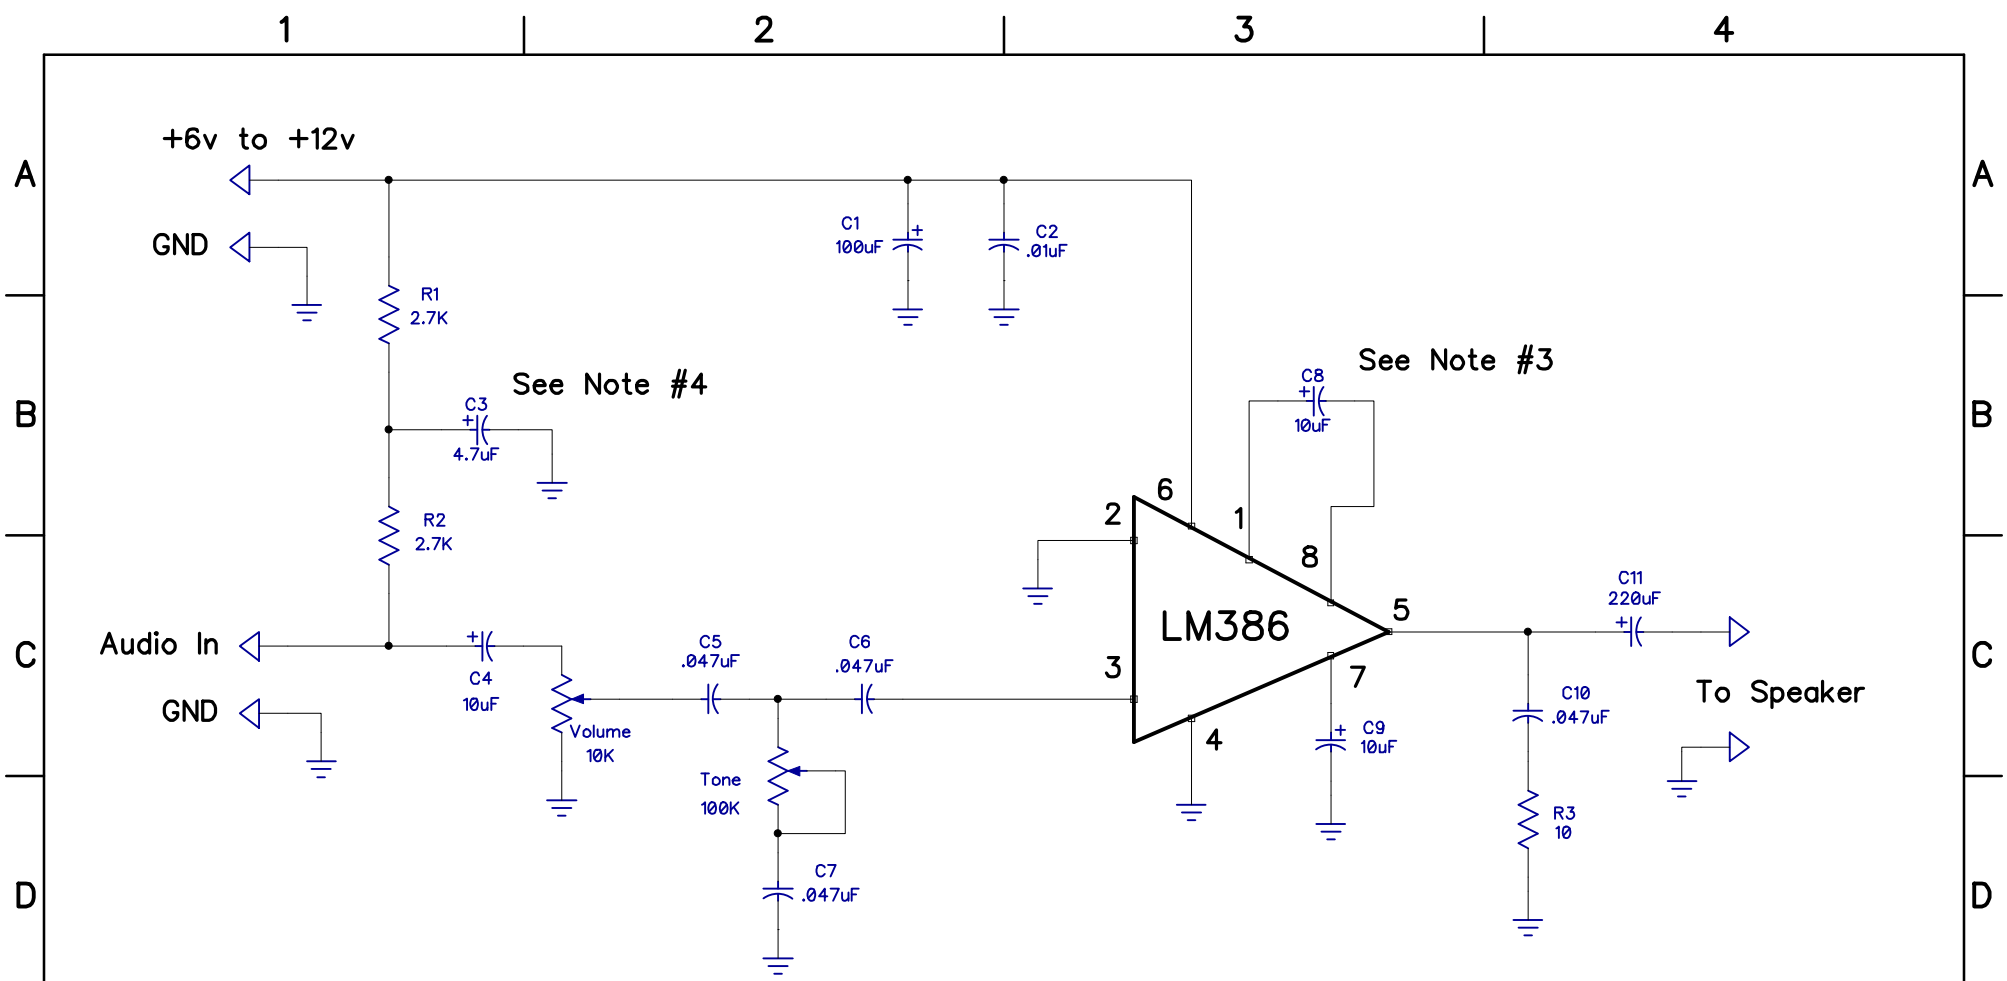 1 2 3 4
+6v to +12v
A A
GND
C1
100uF +
C2
.01uF
R1
2.7K
See Note #3
See Note #4
C8
+
10uF
B B
C3
+
4.7uF
6
2
1
R2
2.7K
8
C11
220uF
+
5
LM386
Audio In
+
C4
10uF
C5
.047uF
C6
.047uF
C C
3
7
GND
To Speaker
C10
.047uF
Volume
10K
4
+ C9
10uF
Tone
100K
R3
10
C7
.047uF
D D